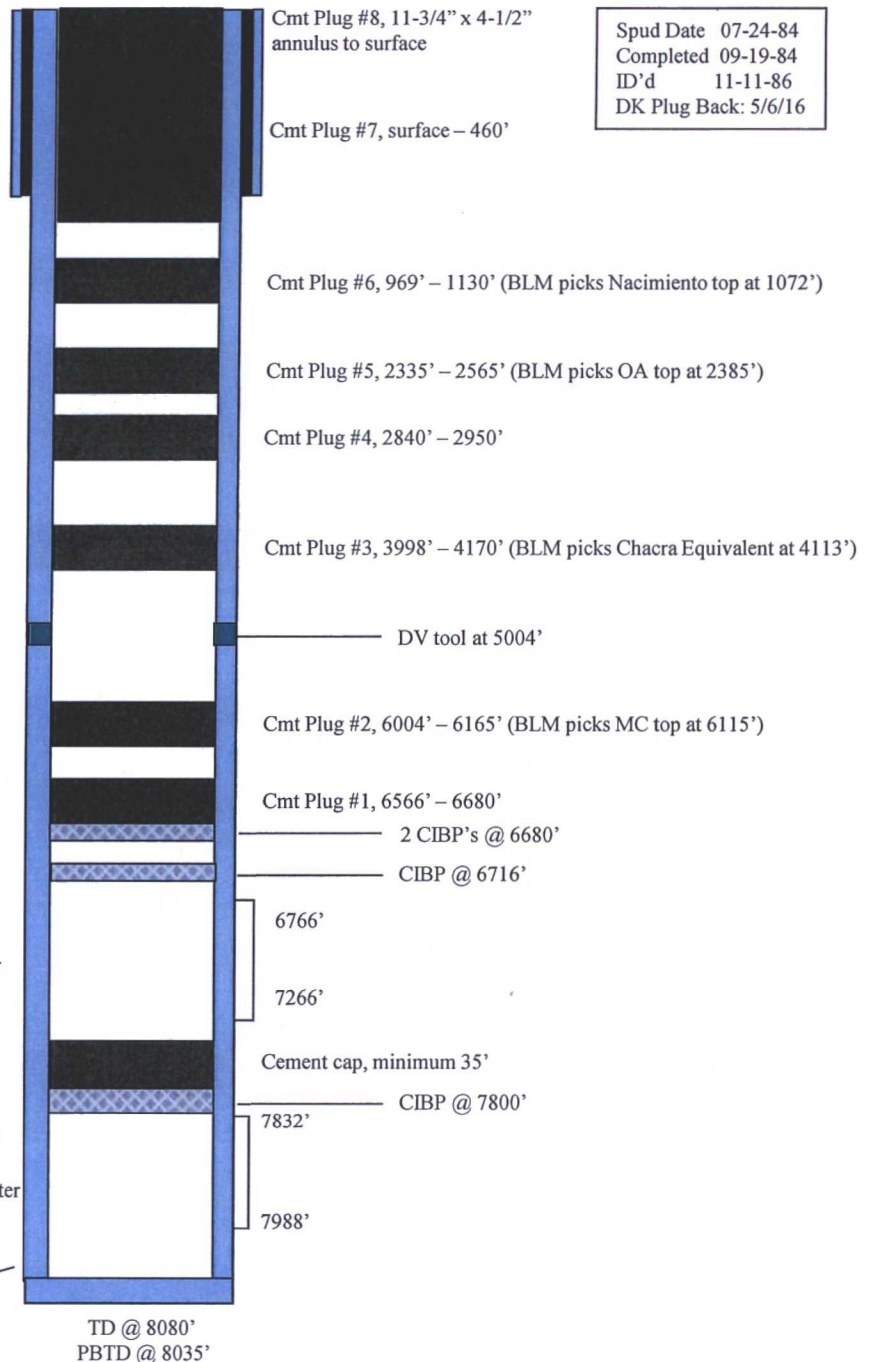 Cmt Plug #8, 11-3/4” x 4-1/2”
annulus to surface
Spud Date 07-24-84
Completed 09-19-84
ID’d 11-11-86
DK Plug Back: 5/6/16
Cmt Plug #7, surface – 460’
Cmt Plug #6, 969’ – 1130’ (BLM picks Nacimiento top at 1072’)
Cmt Plug #5, 2335’ – 2565’ (BLM picks OA top at 2385’)
Cmt Plug #4, 2840’ – 2950’
Cmt Plug #3, 3998’ – 4170’ (BLM picks Chacra Equivalent at 4113’)
DV tool at 5004’
Cmt Plug #2, 6004’ – 6165’ (BLM picks MC top at 6115’)
Cmt Plug #1, 6566’ – 6680’
2 CIBP’s @ 6680’
CIBP @ 6716’
6766’
7266’
Cement cap, minimum 35’
CIBP @ 7800’
7832’
7988’
TD @ 8080’
PBTD @ 8035’